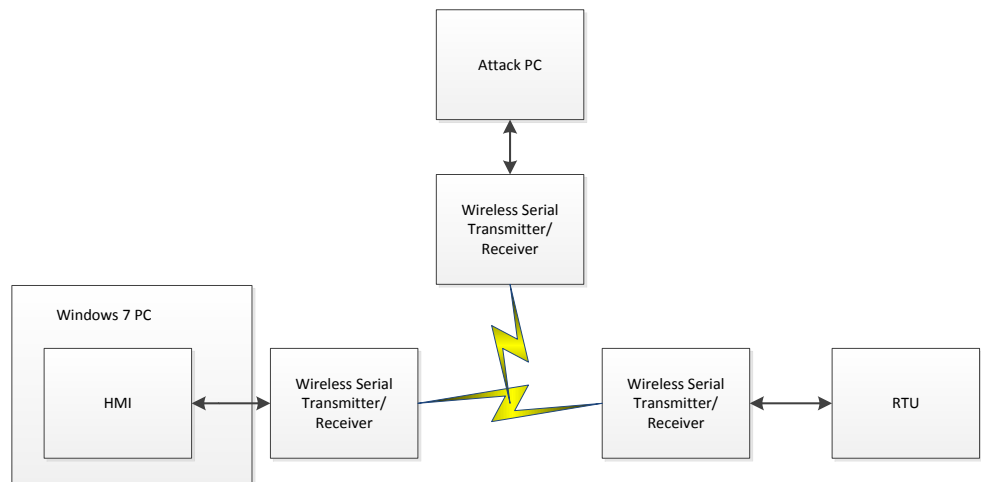 Attack PC
Wireless Serial
Transmitter/
Receiver
Windows 7 PC
HMI
Wireless Serial
Transmitter/
Receiver
Wireless Serial
Transmitter/
Receiver
RTU